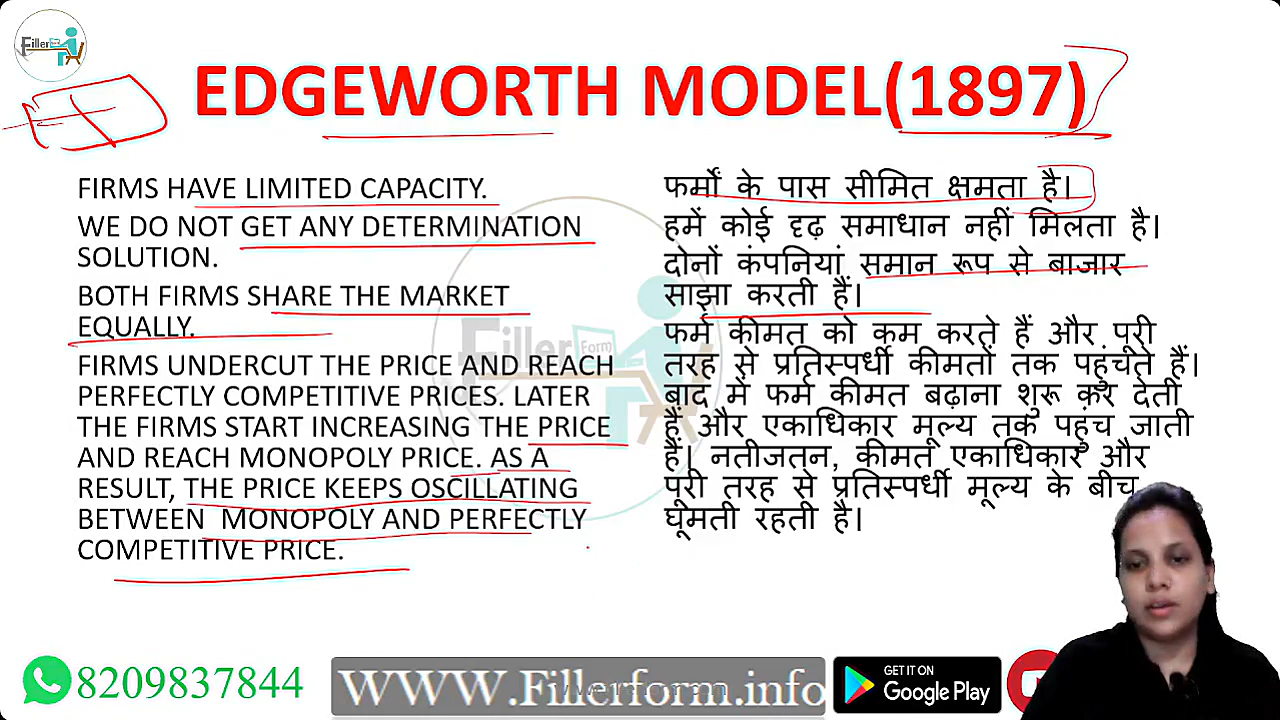 Filler Form
EDGEWORTH MODEL(1897)
FIRMS HAVE LIMITED CAPACITY.
WE DO NOT GET ANY DETERMINATION
SOLUTION.
BOTH FIRMS SHARE THE MARKET
EQUALLY.
FIRMS UNDERCUT THE PRICE AND REACH
PERFECTLY COMPETITIVE PRICES. LATER
THE FIRMS START INCREASING THE PRICE
AND REACH MONOPOLY PRICE. AS A
RESULT, THE PRICE KEEPS OSCILLATING
BETWEEN MONOPOLY AND PERFECTLY
COMPETITIVE PRICE.
फर्मों के पास सीमित क्षमता है।
हमें कोई दृढ़ समाधान नहीं मिलता है।
दोनों कंपनियां समान रूप से बाजार
साझा करती हैं।
फर्म कीमत को कम करते हैं और पूरी
तरह से प्रतिस्पर्धी कीमतों तक पहुंचते हैं।
बाद में फर्म कीमत बढ़ाना शुरू कर देती
हैं और एकाधिकार मूल्य तक पहुंच जाती
हैं। नतीजतन, कीमत एकाधिकार और
पूरी तरह से प्रतिस्पर्धी मूल्य के बीच
घूमती रहती है।
Filler Form
8209837844
WWW.Fillerform.info
GET IT ON
Google Play